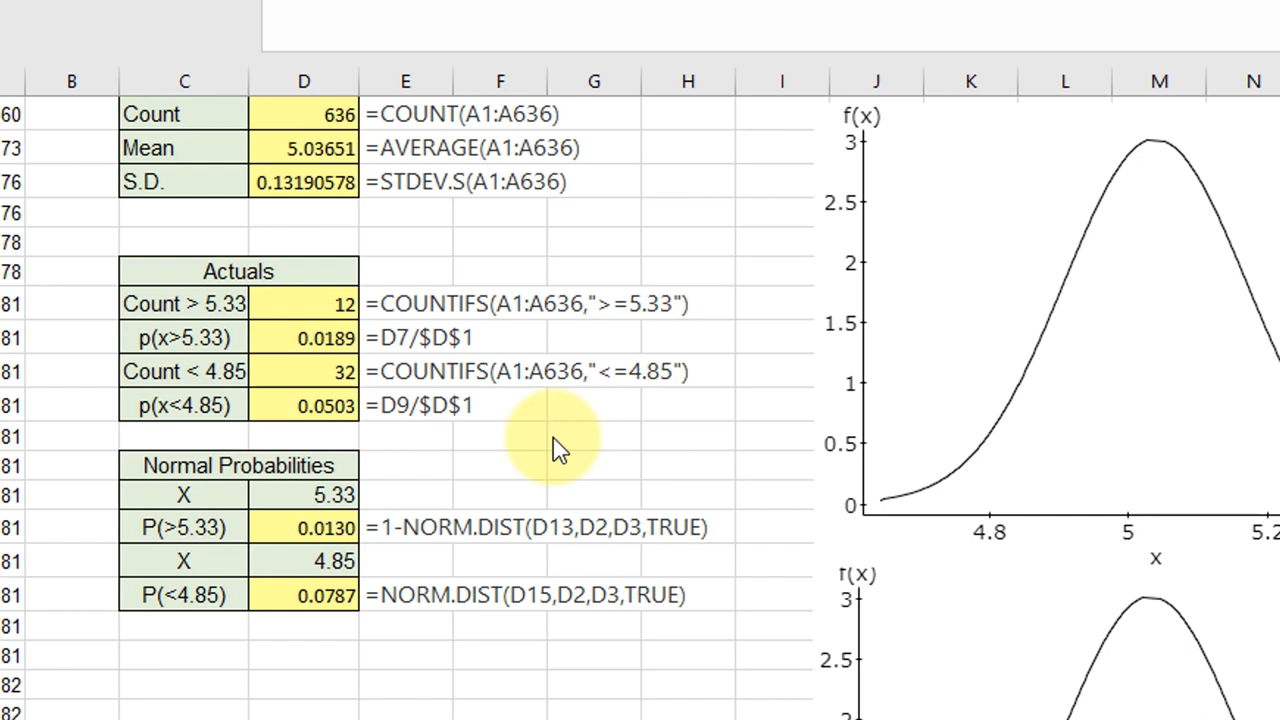 B C D E F G H I J K L M N
60 Count 636 =COUNT(A1:A636)
73 Mean 5.03651 =AVERAGE(A1:A636)
76 S.D. 0.13190578 =STDEV.S(A1:A636)
76
78
78 Actuals
81 Count > 5.33 12 =COUNTIFS(A1:A636,">=5.33")
81 p(x>5.33) 0.0189 =D7/$D$1
81 Count < 4.85 32 =COUNTIFS(A1:A636,"<=4.85")
81 p(x<4.85) 0.0503 =D9/$D$1
81
81 Normal Probabilities
81 X 5.33
81 P(>5.33) 0.0130 =1-NORM.DIST(D13,D2,D3,TRUE)
81 X 4.85
81 P(<4.85) 0.0787 =NORM.DIST(D15,D2,D3,TRUE)
81
81
82
82
f(x)
3
2.5
2
1.5
1
0.5
0
4.8 5 5.2
x
f(x)
3
2.5
2